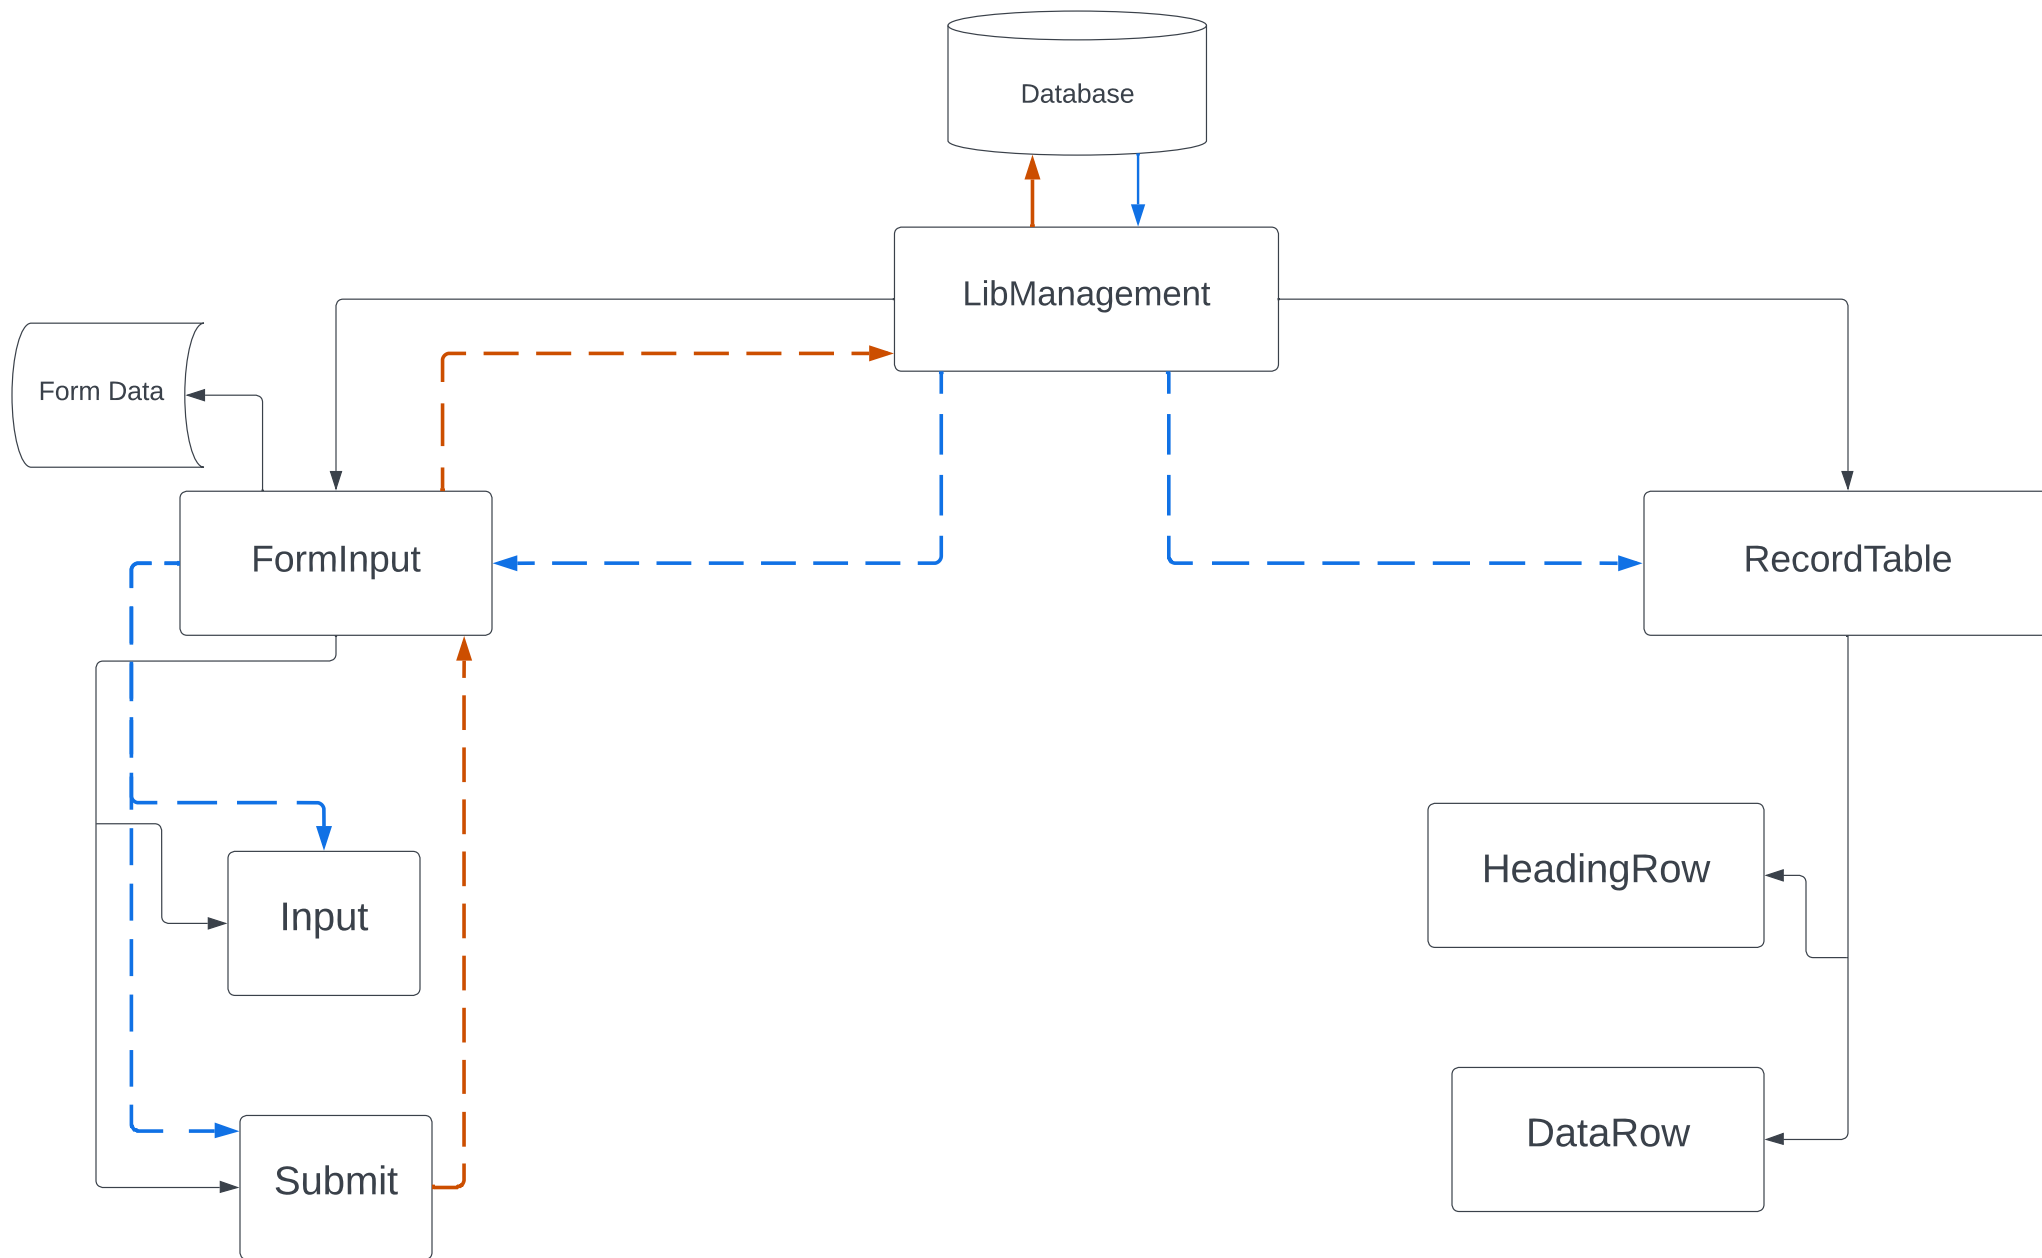 Database
LibManagement
Form Data
FormInput
RecordTable
HeadingRow
Input
DataRow
Submit